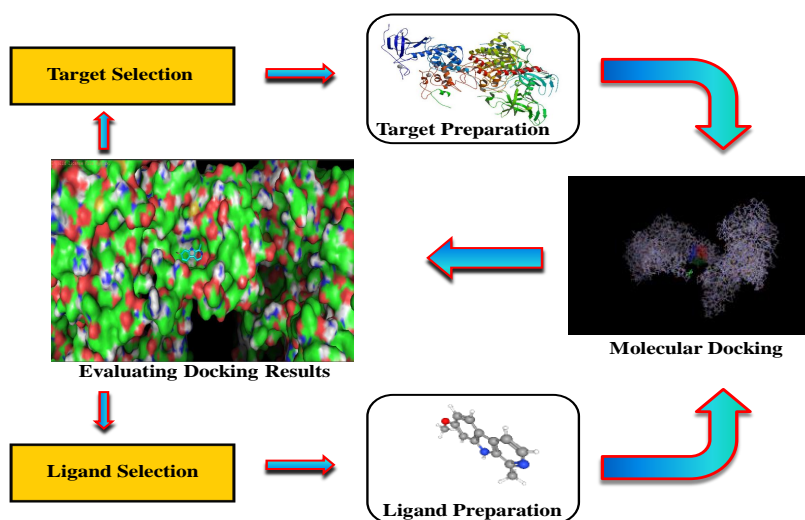 Target Selection
Target Preparation
Evaluating Docking Results
Molecular Docking
Ligand Selection
Ligand Preparation